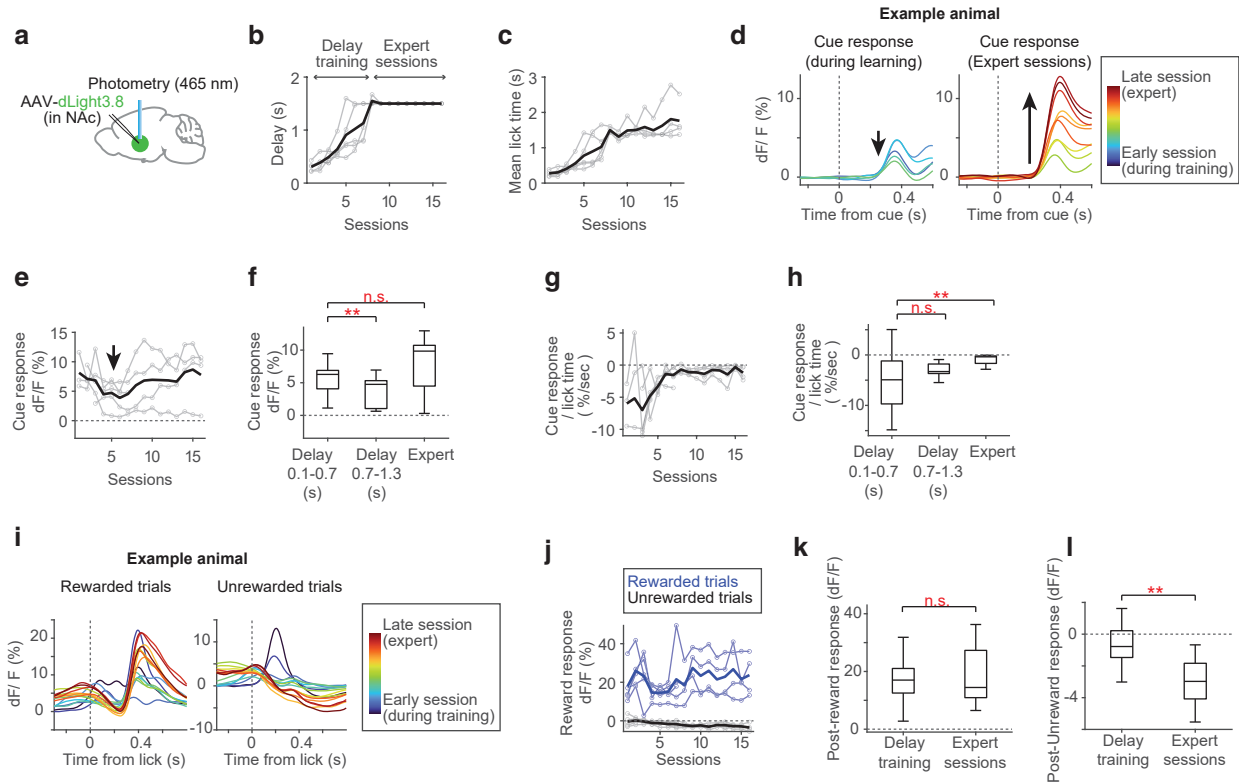 a
Photometry (465 nm)
AAV-dLight3.8
(in NAc)
b
Delay
training
Expert
sessions
Delay (s)
2
1
0
5
10
15
Sessions
c
Mean lick time (s)
3
2
1
0
5
10
15
Sessions
Example animal
d
Cue response
(during learning)
Cue response
(Expert sessions)
dF/ F (%)
10
5
0
0
0.4
Time from cue (s)
0
0.4
Time from cue (s)
Late session
(expert)
Early session
(during training)
e
Cue response
dF/F (%)
15
10
5
0
5
10
15
Sessions
f
n.s.
**
Cue response
dF/F (%)
10
5
0
Delay
0.1-0.7
(s)
Delay
0.7-1.3
(s)
Expert
g
Cue response
/ lick time
( %/sec)
5
0
-5
-10
5
10
15
Sessions
h
**
n.s.
Cue response
/ lick time
( %/sec)
0
-5
-10
Delay
0.1-0.7
(s)
Delay
0.7-1.3
(s)
Expert
i
Example animal
Rewarded trials
Unrewarded trials
dF/ F (%)
20
10
0
0
0.4
Time from lick (s)
10
0
-10
0
0.4
Time from lick (s)
Late session
(expert)
Early session
(during training)
j
Rewarded trials
Unrewarded trials
Reward response
dF/F (%)
40
20
0
5
10
15
Sessions
k
n.s.
Post-reward response (dF/F)
40
20
0
Delay
training
Expert
sessions
l
**
Post-Unreward response (dF/F)
0
-2
-4
Delay
training
Expert
sessions